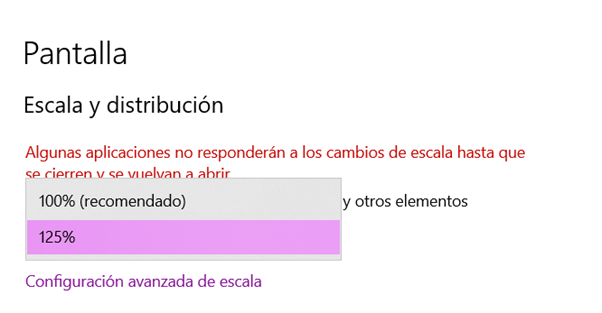 Pantalla
Escala y distribución
Algunas aplicaciones no responderán a los cambios de escala hasta que
se cierren y se vuelvan a abrir.
100% (recomendado)
y otros elementos
125%
Configuración avanzada de escala